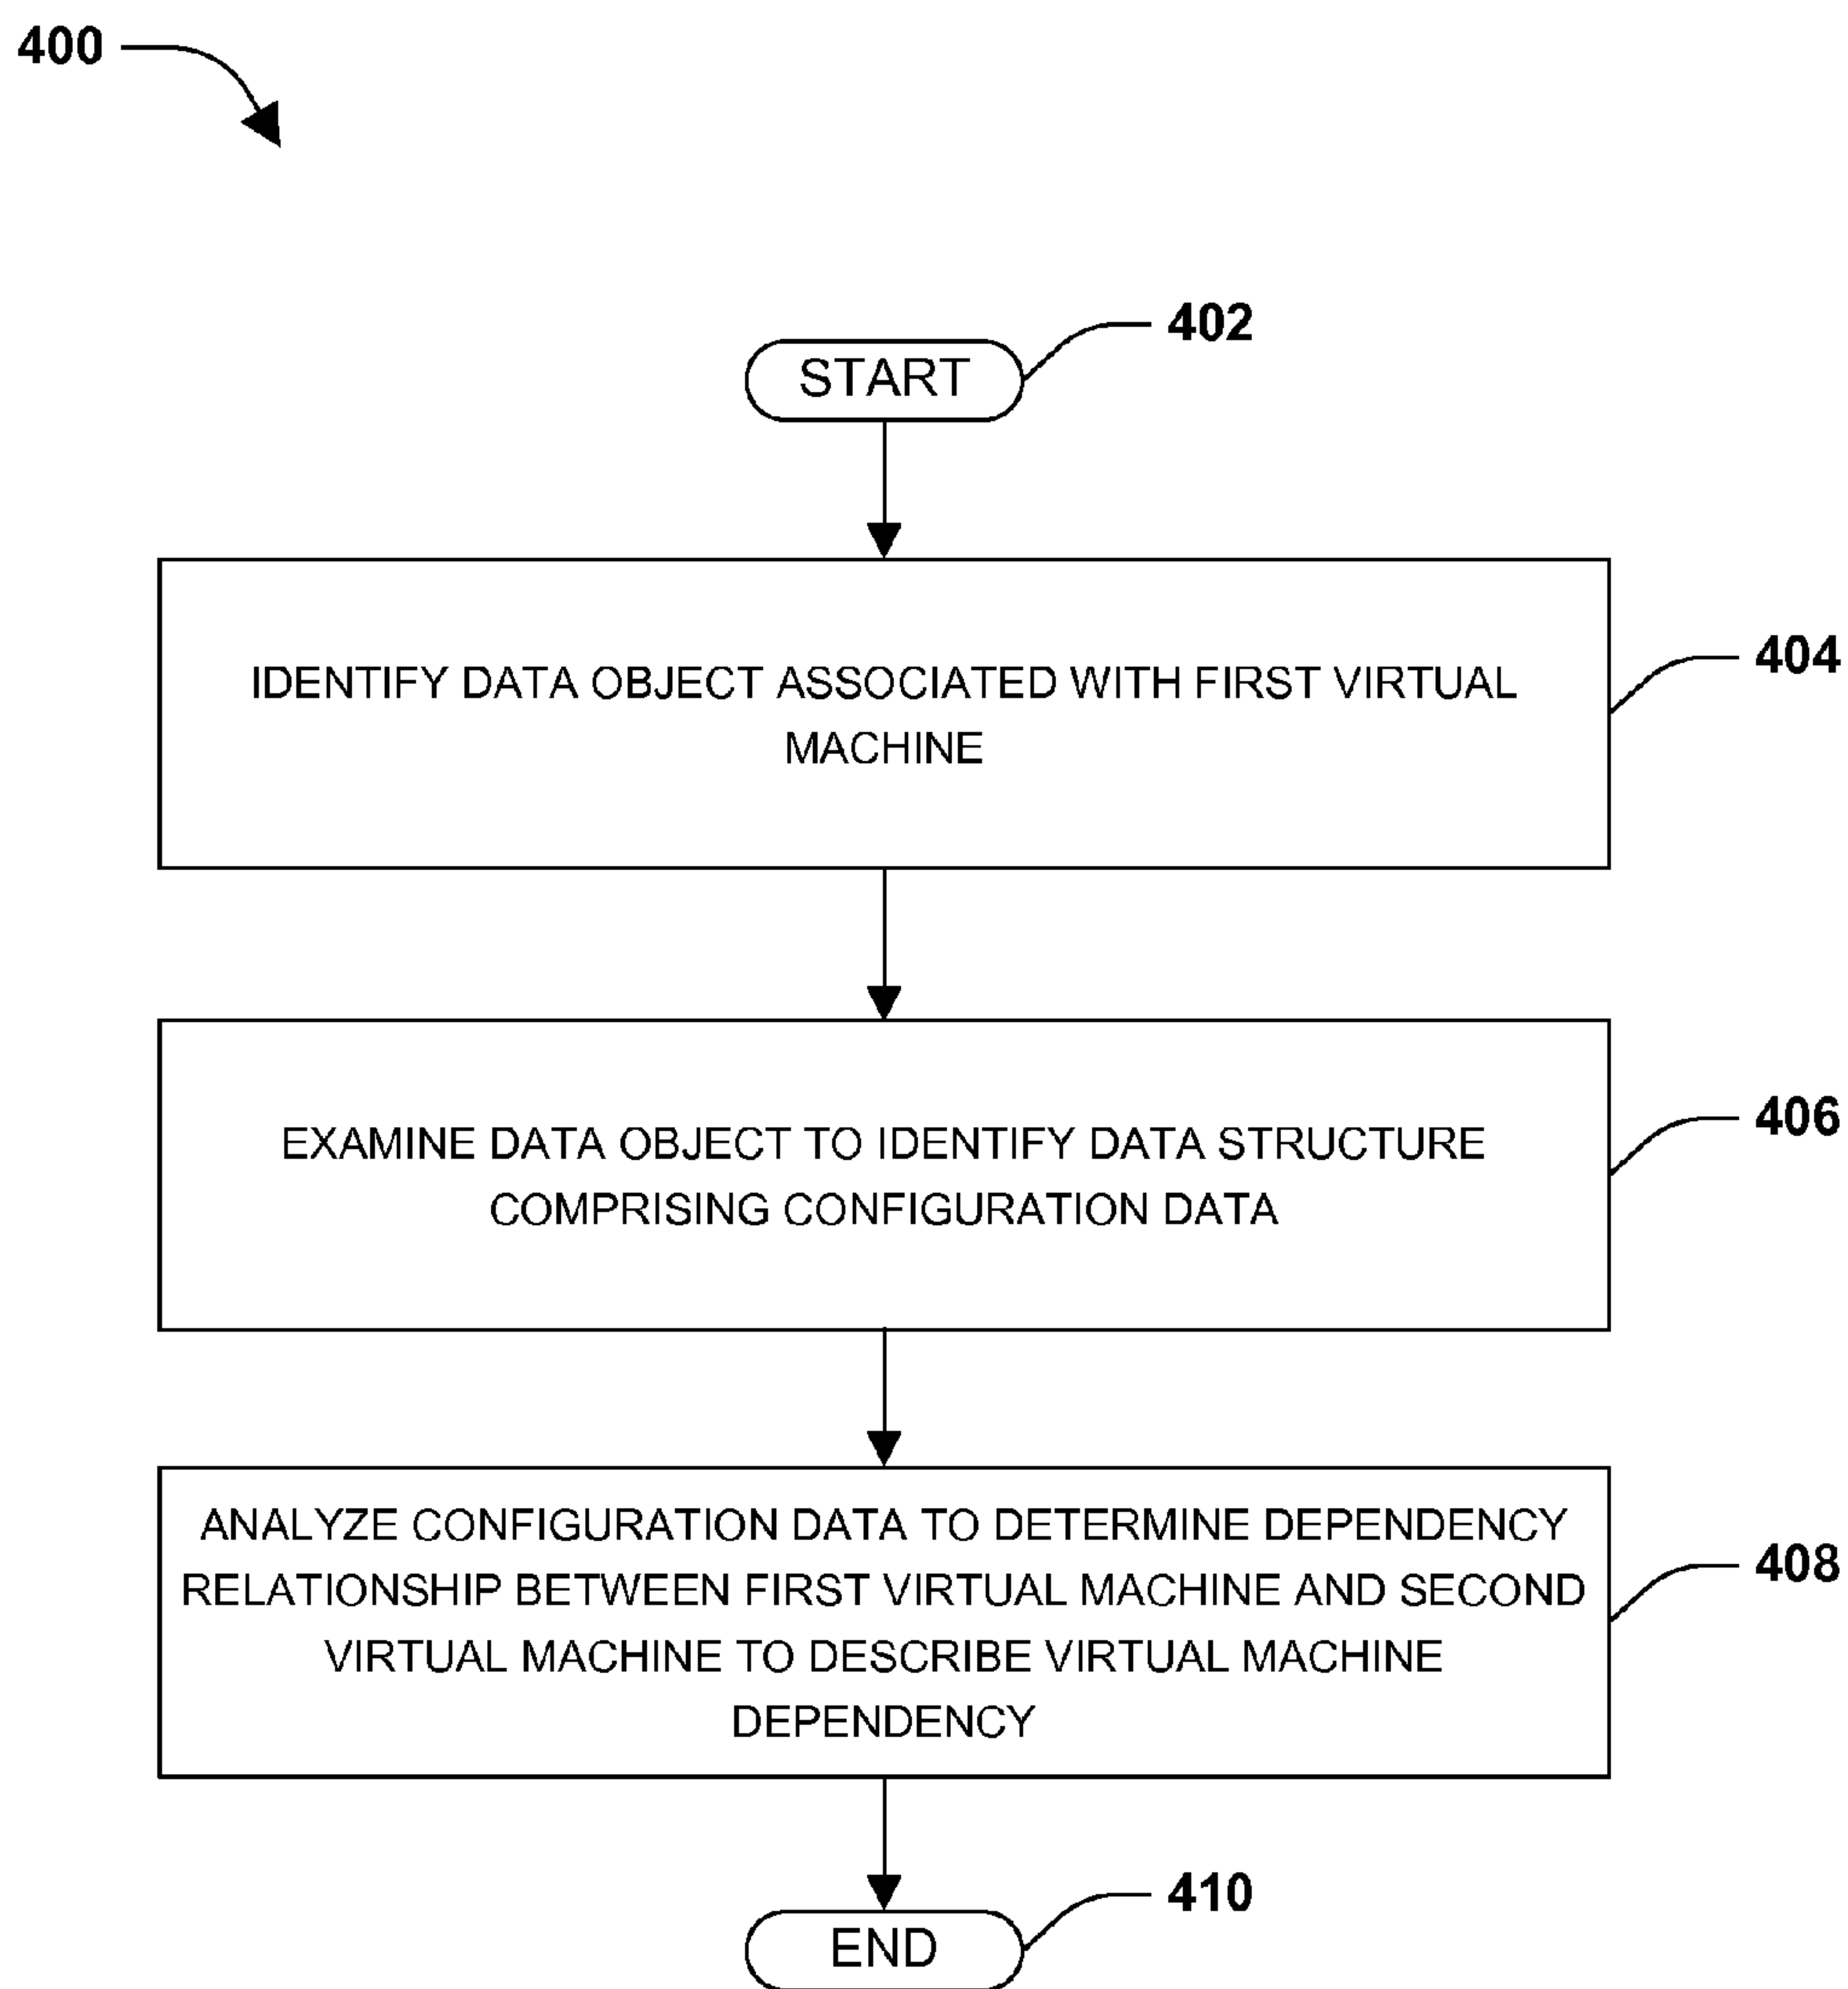 400
402
START
404
IDENTIFY DATA OBJECT ASSOCIATED WITH FIRST VIRTUAL
MACHINE
406
EXAMINE DATA OBJECT TO IDENTIFY DATA STRUCTURE
COMPRISING CONFIGURATION DATA
ANALYZE CONFIGURATION DATA TO DETERMINE DEPENDENCY
408
RELATIONSHIP BETWEEN FIRST VIRTUAL MACHINE AND SECOND
VIRTUAL MACHINE TO DESCRIBE VIRTUAL MACHINE
DEPENDENCY
410
END